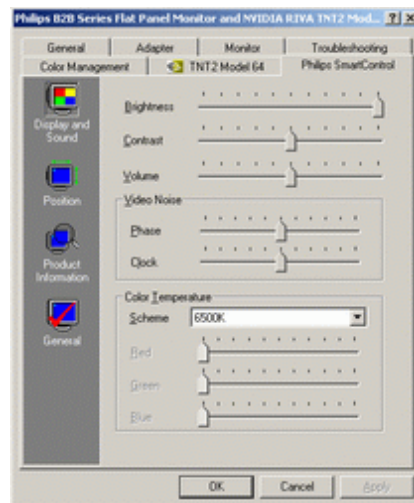 Philips B2B Series Flat Panel Monitor and NVIDIA RIVA TNT2 Mod...
General Adapter Monitor Troubleshooting
Color Management TNT2 Model 64 Philips SmartControl
Display and
Sound
Position
Product
Information
General
Brightness
Contrast
Volume
Video Noise
Phase
Clock
Color Temperature
Scheme 6500K
Red
Green
Blue
OK Cancel Apply